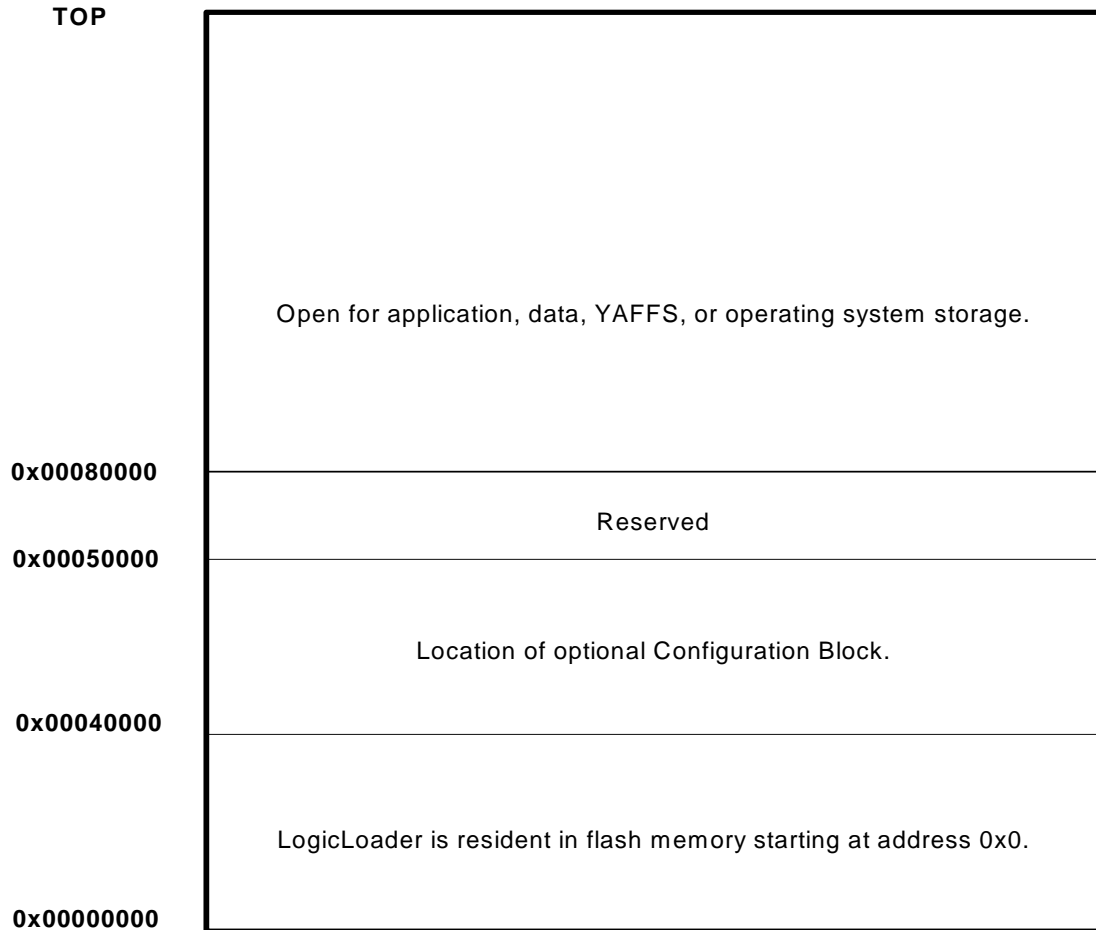 TOP
Open for application, data, YAFFS, or operating system storage.
0x00080000
Reserved
0x00050000
Location of optional Configuration Block.
0x00040000
LogicLoader is resident in flash memory starting at address 0x0.
0x00000000